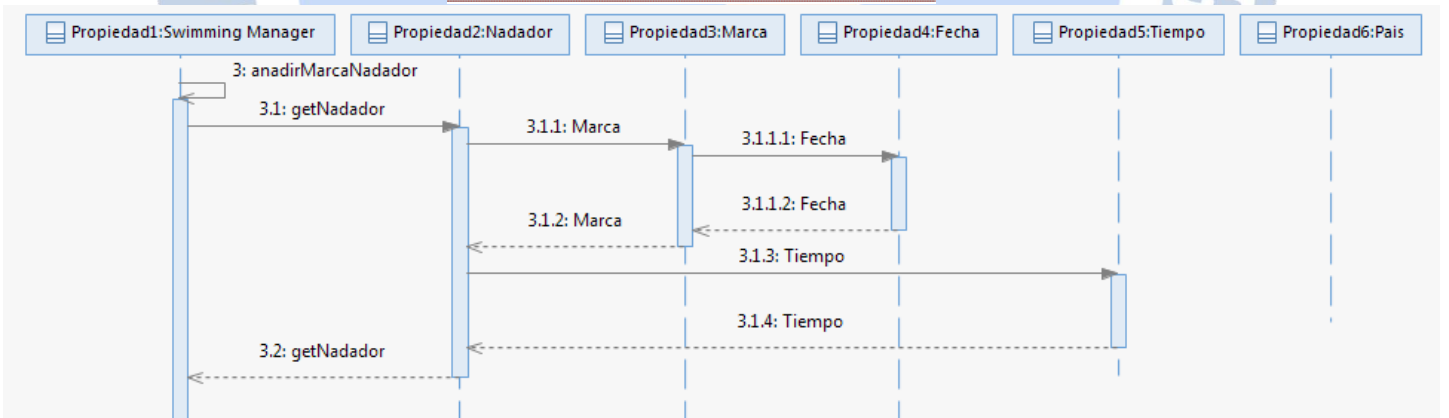 Propiedad1:Swimming Manager
Propiedad2:Nadador
Propiedad3:Marca
Propiedad4:Fecha
Propiedad5:Tiempo
Propiedad6:Pais
3: anadirMarcaNadador
3.1: getNadador
3.1.1: Marca
3.1.1.1: Fecha
3.1.1.2: Fecha
3.1.2: Marca
3.1.3: Tiempo
3.1.4: Tiempo
3.2: getNadador